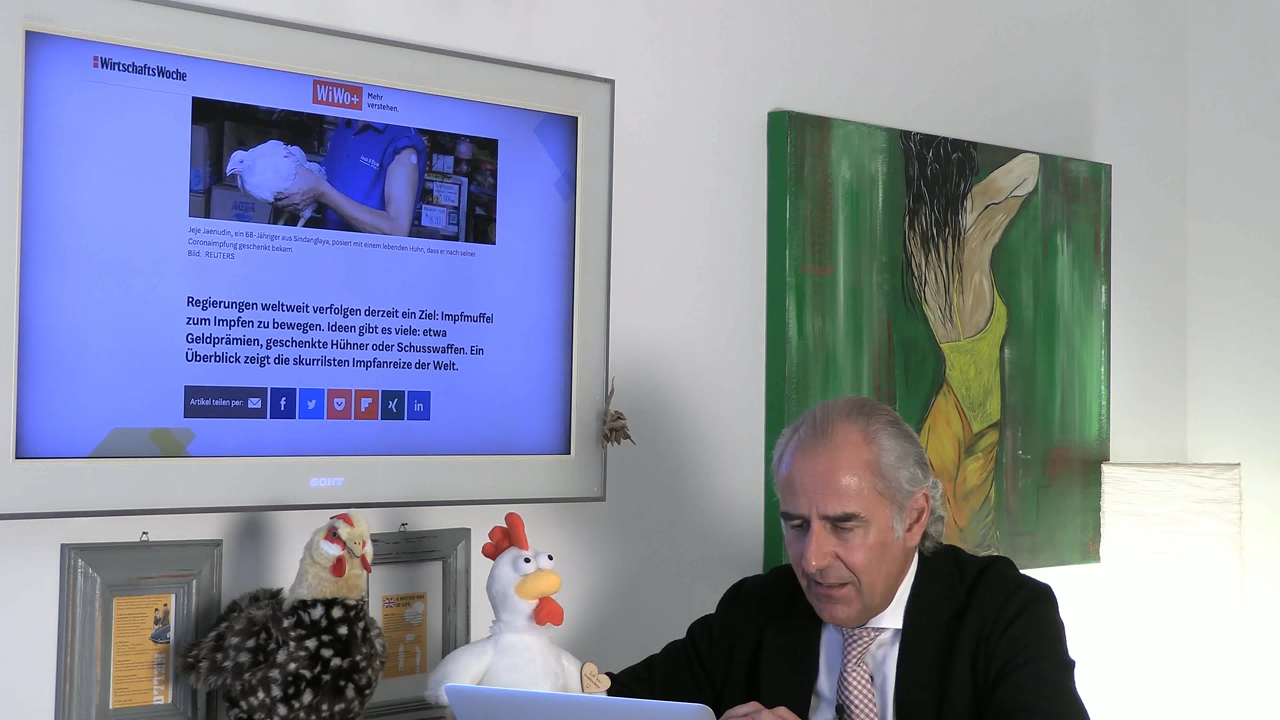 WirtschaftsWoche
WiWo+
Mehr
verstehen.
Jeje Jaenudin, ein 68-Jähriger aus Sindanglaya, posiert mit einem lebenden Huhn, dass er nach seiner
Coronaimpfung geschenkt bekam.
Bild: REUTERS
Regierungen weltweit verfolgen derzeit ein Ziel: Impfmuffel
zum Impfen zu bewegen. Ideen gibt es viele: etwa
Geldprämien, geschenkte Hühner oder Schusswaffen. Ein
Überblick zeigt die skurrilsten Impfanreize der Welt.
Artikel teilen per:
SONY